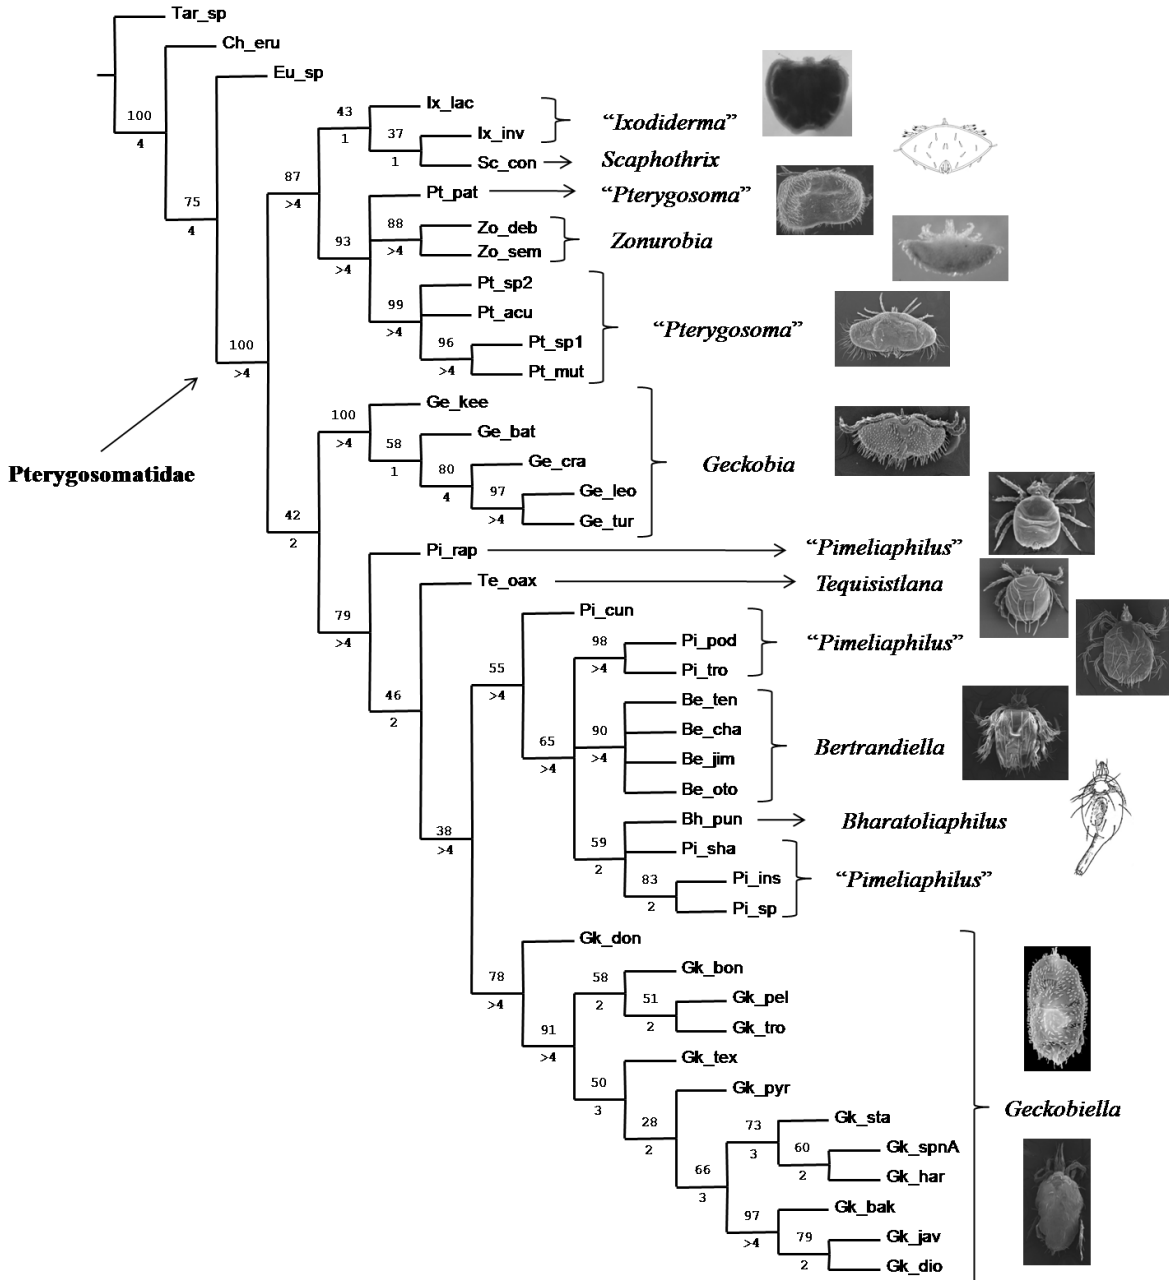 Tar_sp
Ch_eru
Eu_sp
100
4
75
4
Ix_lac
43
1
37
1
Ix_inv
Sc_con
“Ixodiderma”
Scaphothrix
87
>4
Pt_pat
“Pterygosoma”
93
>4
88
>4
Zo_deb
Zo_sem
Zonurobia
Pt_sp2
99
>4
Pt_acu
96
>4
Pt_sp1
Pt_mut
“Pterygosoma”
100
>4
Pterygosomatidae
Ge_kee
100
>4
58
1
Ge_bat
80
4
Ge_cra
97
>4
Ge_leo
Ge_tur
Geckobia
42
2
Pi_rap
“Pimeliaphilus”
79
>4
Te_oax
Tequisistlana
46
2
Pi_cun
55
>4
98
>4
Pi_pod
Pi_tro
“Pimeliaphilus”
65
>4
90
>4
Be_ten
Be_cha
Be_jim
Be_oto
Bertrandiella
38
>4
59
2
Bh_pun
Bharatoliaphilus
Pi_sha
83
2
Pi_ins
Pi_sp
“Pimeliaphilus”
Gk_don
78
>4
58
2
Gk_bon
51
2
Gk_pel
Gk_tro
91
>4
Gk_tex
50
3
Gk_pyr
28
2
73
3
Gk_sta
60
2
Gk_spnA
Gk_har
66
3
97
>4
Gk_bak
79
2
Gk_jav
Gk_dio
Geckobiella